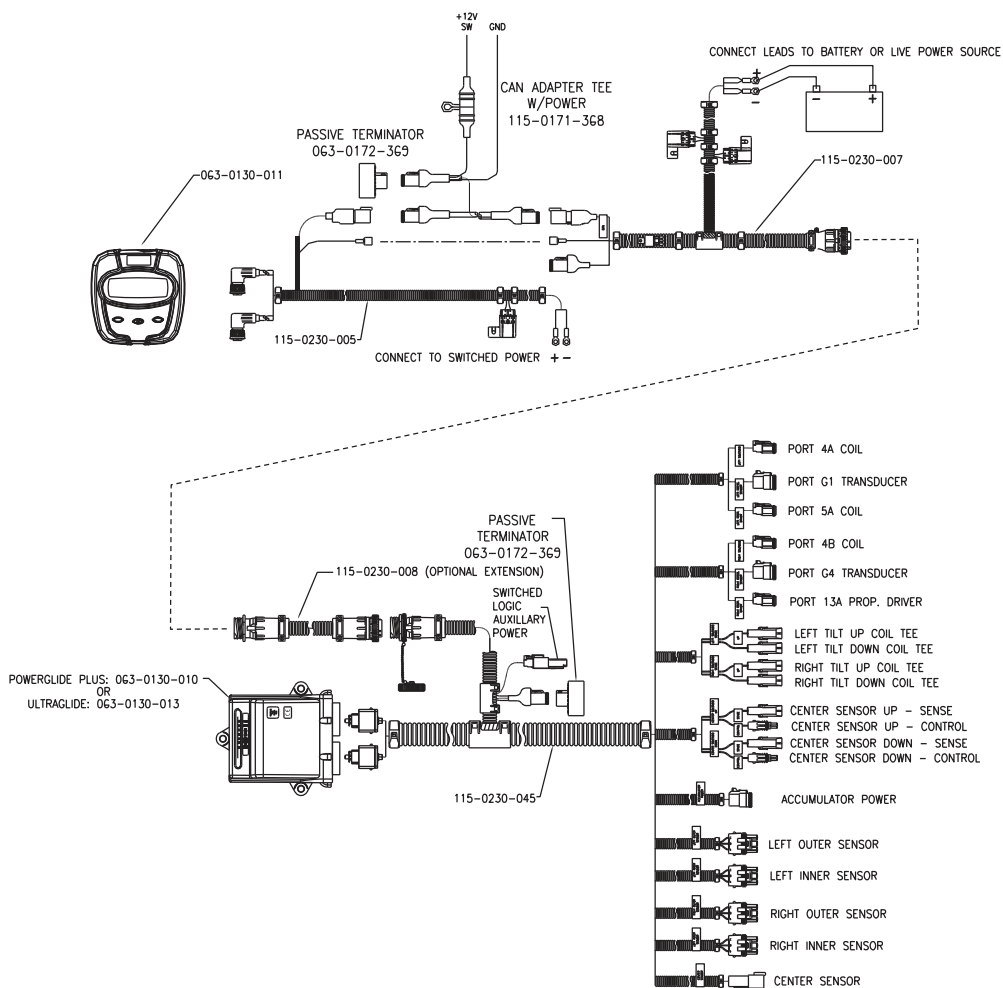 +12V
SW
GND
CONNECT LEADS TO BATTERY OR LIVE POWER SOURCE
+
-
-
+
CAN ADAPTER TEE
W/POWER
115-0171-368
PASSIVE TERMINATOR
063-0172-369
063-0130-011
115-0230-007
115-0230-005
CONNECT TO SWITCHED POWER + -
PORT 4A COIL
PORT G1 TRANSDUCER
PORT 5A COIL
PORT 4B COIL
PORT G4 TRANSDUCER
PORT 13A PROP. DRIVER
PASSIVE
TERMINATOR
063-0172-369
115-0230-008 (OPTIONAL EXTENSION)
SWITCHED
LOGIC
AUXILLARY
POWER
LEFT TILT UP COIL TEE
LEFT TILT DOWN COIL TEE
RIGHT TILT UP COIL TEE
RIGHT TILT DOWN COIL TEE
POWERGLIDE PLUS: 063-0130-010
OR
ULTRAGLIDE: 063-0130-013
CENTER SENSOR UP - SENSE
CENTER SENSOR UP - CONTROL
CENTER SENSOR DOWN - SENSE
CENTER SENSOR DOWN - CONTROL
115-0230-045
ACCUMULATOR POWER
LEFT OUTER SENSOR
LEFT INNER SENSOR
RIGHT OUTER SENSOR
RIGHT INNER SENSOR
CENTER SENSOR